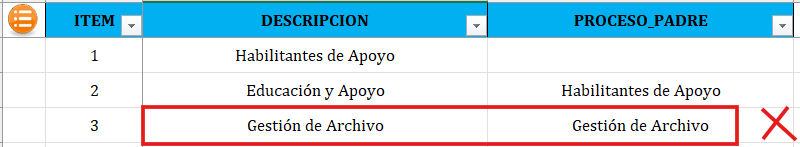 ITEM DESCRIPCION PROCESO_PADRE
1 Habilitantes de Apoyo
2 Educación y Apoyo Habilitantes de Apoyo
3 Gestión de Archivo Gestión de Archivo